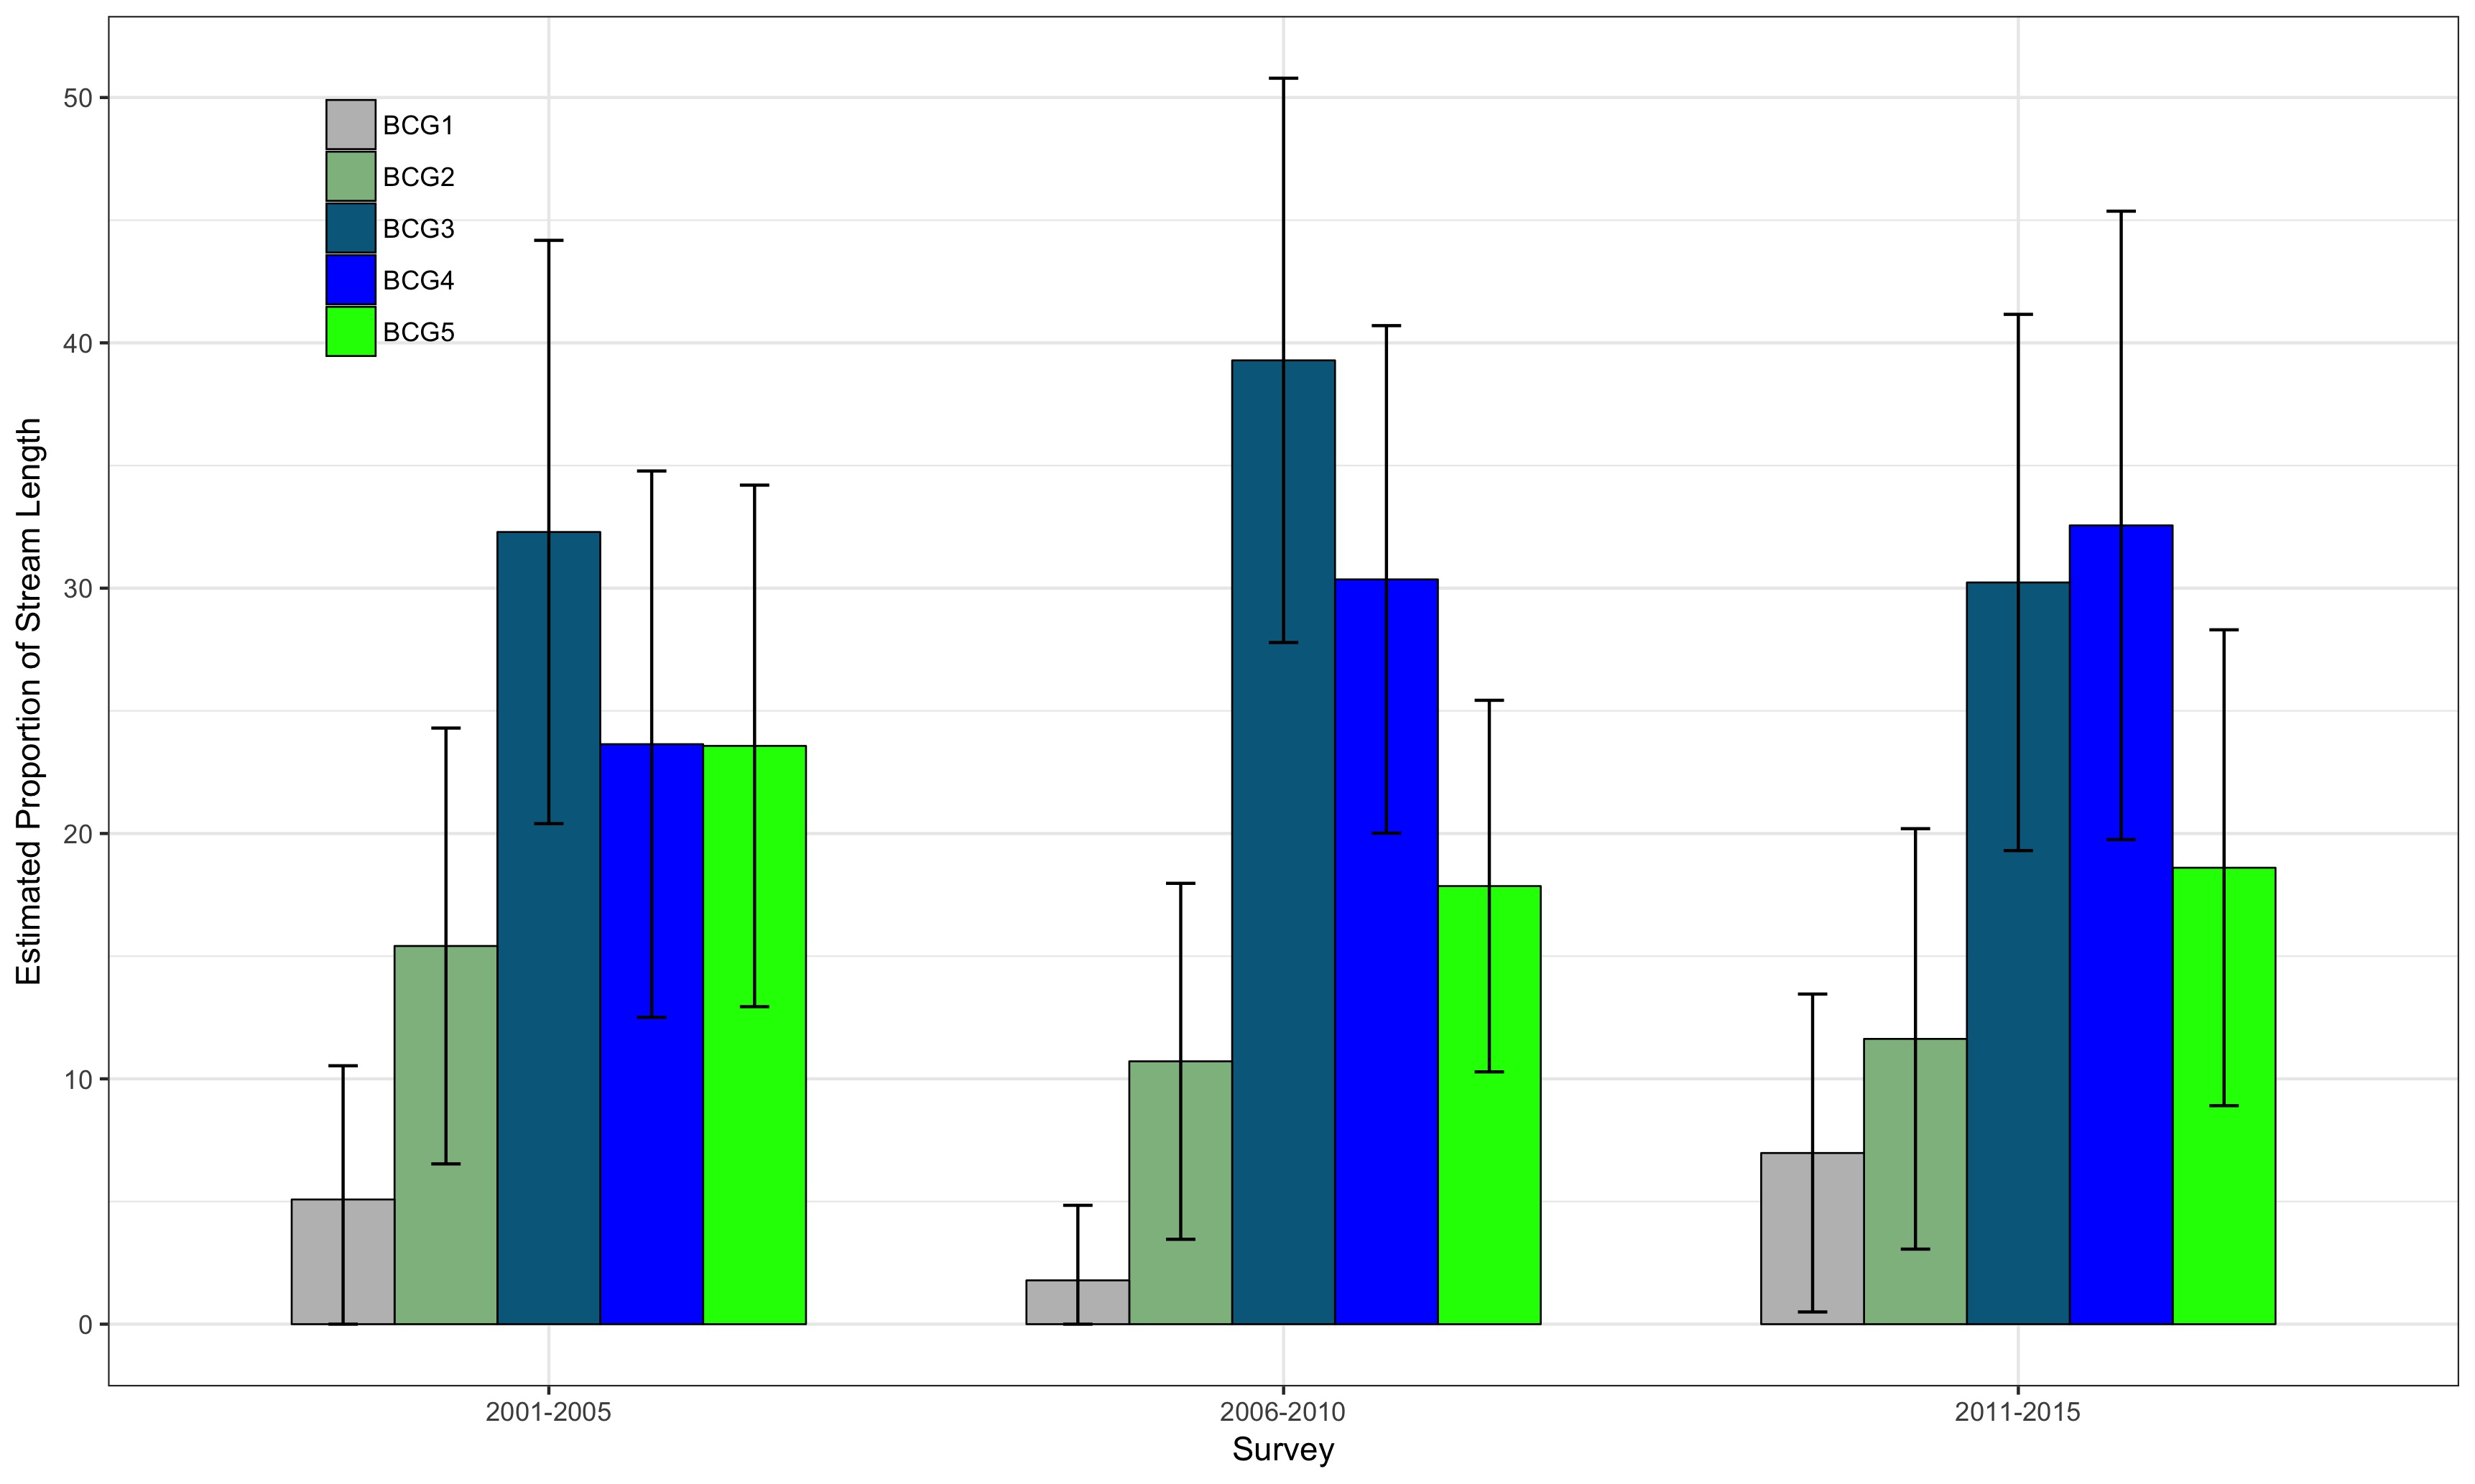 Estimated Proportion of Stream Length
50
40
30
20
10
0
BCG1
BCG2
BCG3
BCG4
BCG5
2001-2005
2006-2010
2011-2015
Survey